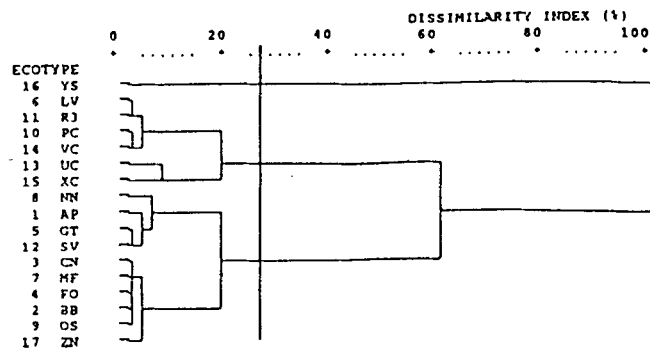 DISSIMILARITY INDEX (%)
0 20 40 60 80 100
ECOTYPE
16 YS
6 LV
11 RJ
10 PC
14 VC
13 UC
15 XC
8 NN
1 AP
5 GT
12 SV
3 CN
7 MF
4 FO
2 BB
9 OS
17 ZN